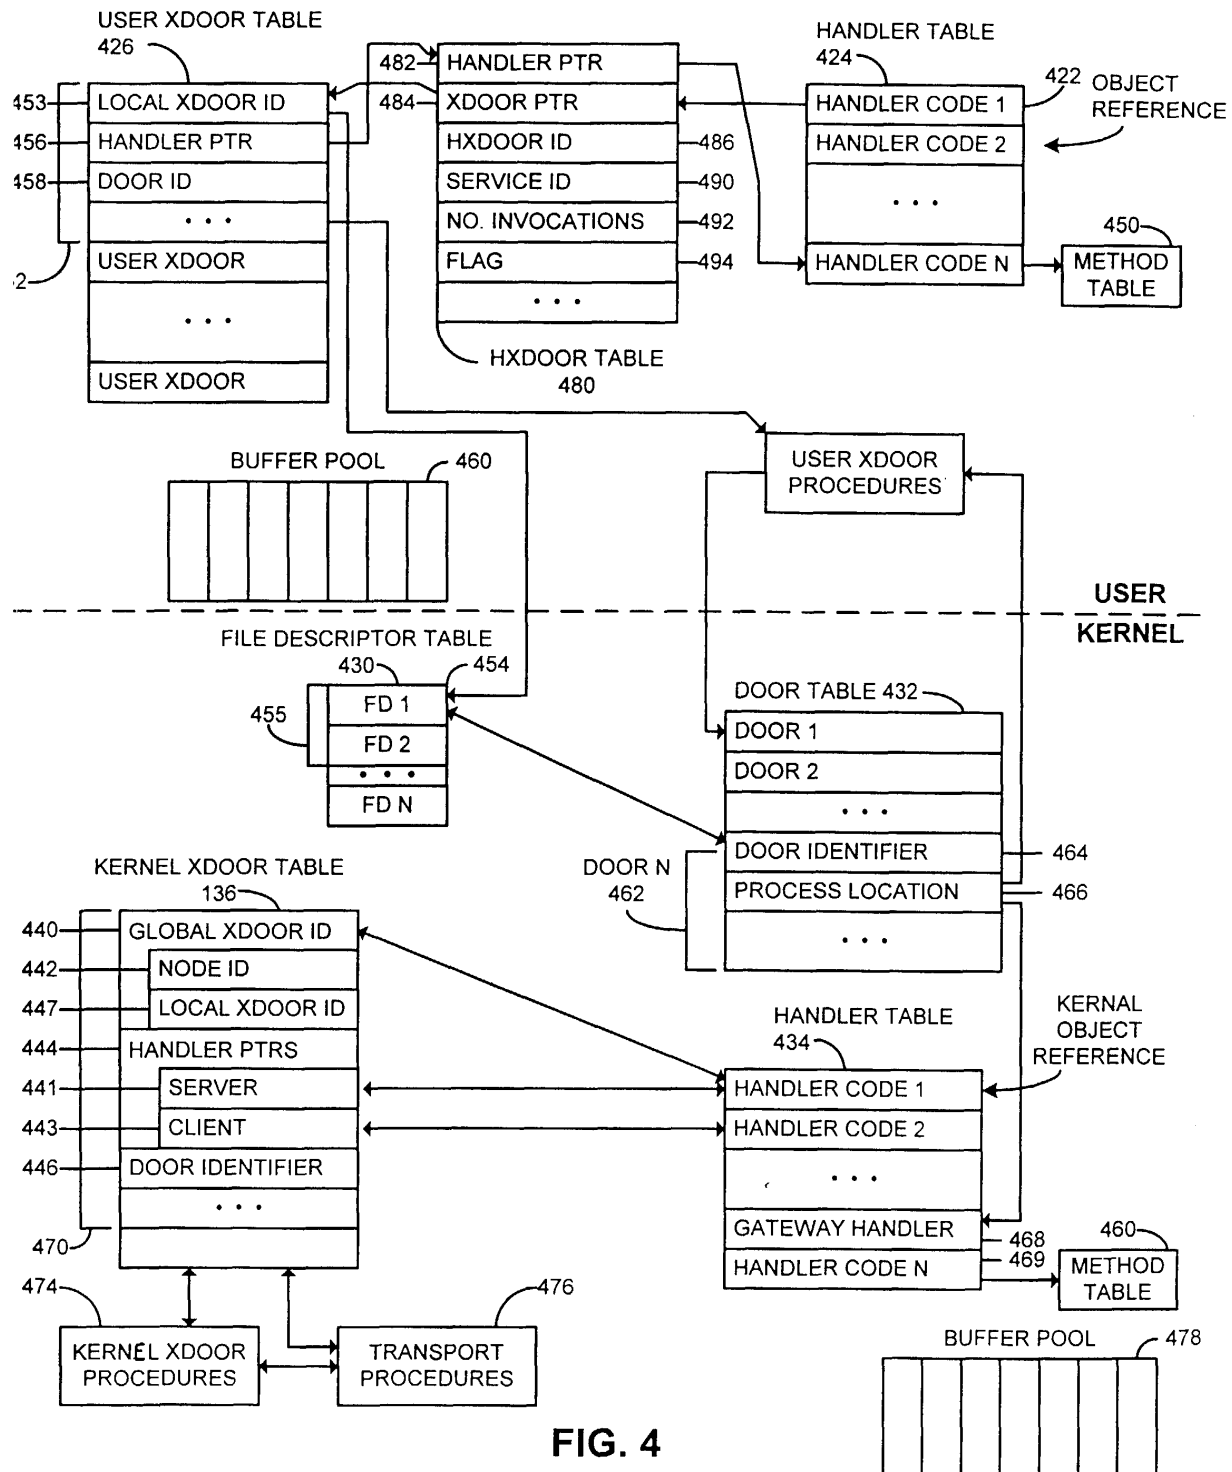 USER XDOOR TABLE
426
453
LOCAL XDOOR ID
456
HANDLER PTR
458
DOOR ID
• • •
2
USER XDOOR
• • •
USER XDOOR
482
HANDLER PTR
484
XDOOR PTR
HXDOOR ID
486
SERVICE ID
490
NO. INVOCATIONS
492
FLAG
494
• • •
HXDOOR TABLE
480
HANDLER TABLE
424
HANDLER CODE 1
422
HANDLER CODE 2
• • •
HANDLER CODE N
OBJECT
REFERENCE
450
METHOD
TABLE
BUFFER POOL
460
USER XDOOR
PROCEDURES
USER
KERNEL
FILE DESCRIPTOR TABLE
430
454
455
FD 1
FD 2
• • •
FD N
DOOR TABLE 432
DOOR 1
DOOR 2
• • •
DOOR N
462
DOOR IDENTIFIER
464
PROCESS LOCATION
466
• • •
KERNEL XDOOR TABLE
136
440
GLOBAL XDOOR ID
442
NODE ID
447
LOCAL XDOOR ID
444
HANDLER PTRS
441
SERVER
443
CLIENT
446
DOOR IDENTIFIER
• • •
470
HANDLER TABLE
434
HANDLER CODE 1
HANDLER CODE 2
• • •
GATEWAY HANDLER
468
HANDLER CODE N
469
KERNAL
OBJECT
REFERENCE
460
METHOD
TABLE
474
KERNEL XDOOR
PROCEDURES
476
TRANSPORT
PROCEDURES
BUFFER POOL
478
FIG. 4